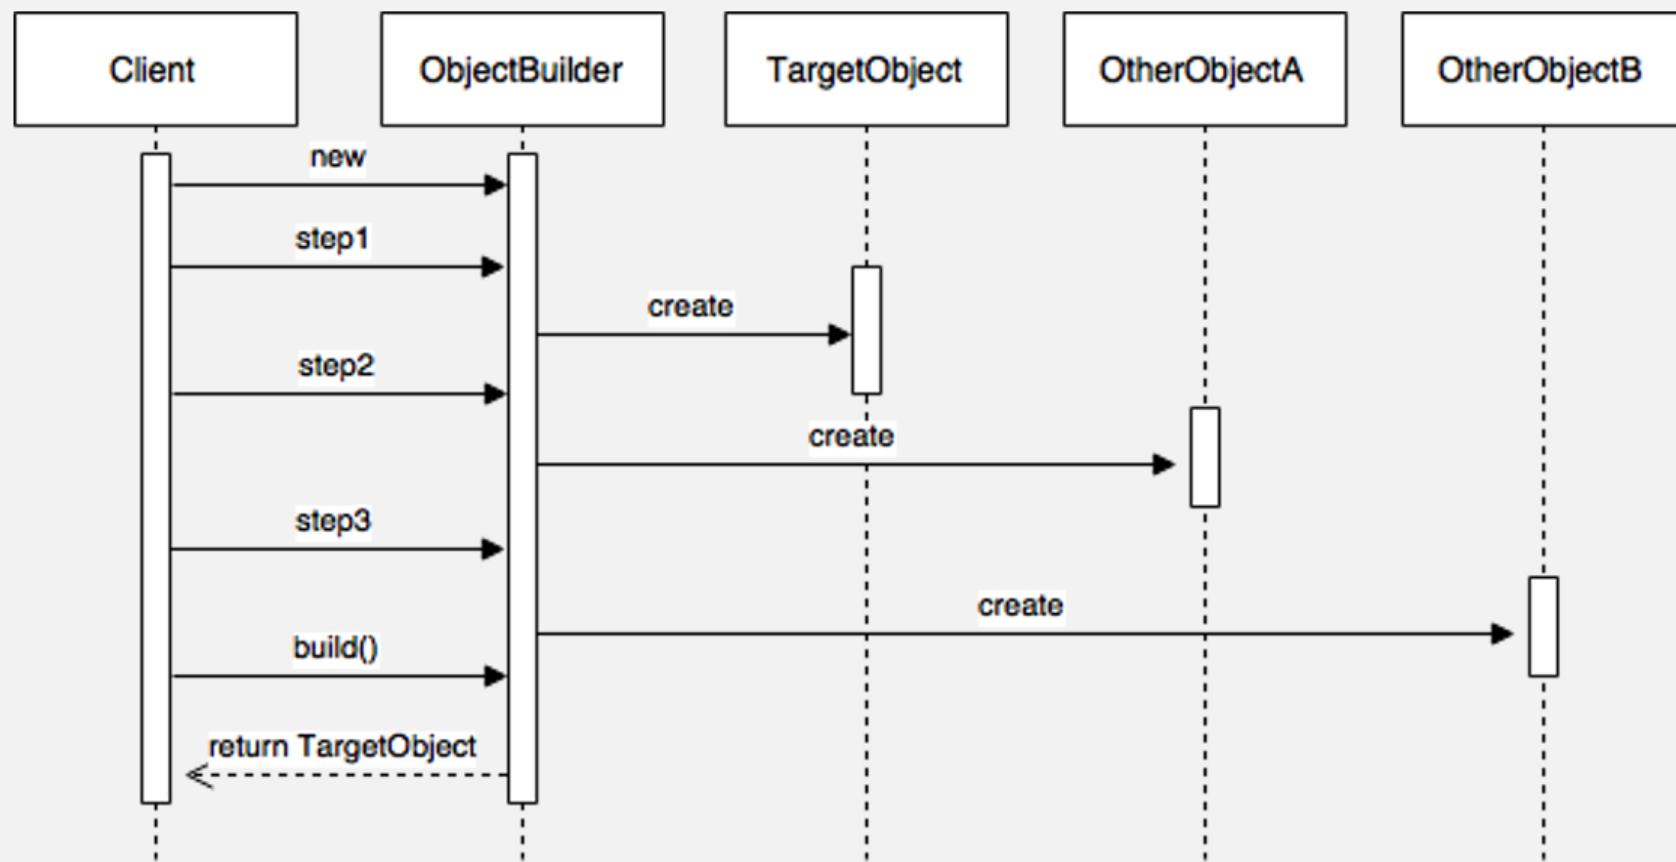 Client
ObjectBuilder
TargetObject
OtherObjectA
OtherObjectB
new
step1
create
step2
create
step3
create
build()
return TargetObject